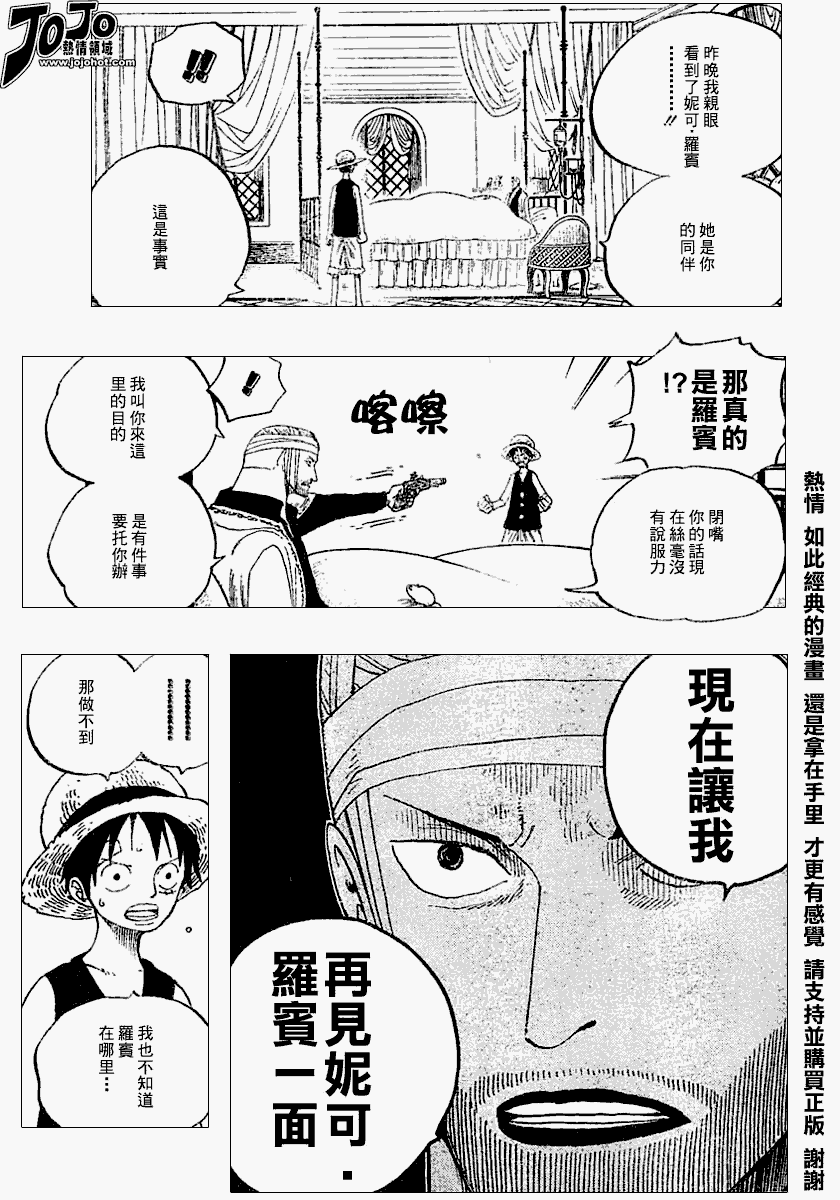 JOJO
熱情領域
www.jojohot.com
昨晚我親眼
看到了妮可·羅賓
…………!!
她是你
的同伴
!!
這是事實
那真的
是羅賓
!?
閉嘴
你的話現
在絲毫沒
有說服力
喀嚓
!!
我叫你來這
里的目的
是有件事
要托你辦
現在讓我
再見妮可·
羅賓一面
…………
那做不到
我也不知道
羅賓
在哪里…
熱情 如此經典的漫畫 還是拿在手里 才更有感覺 請支持並購買正版 謝謝